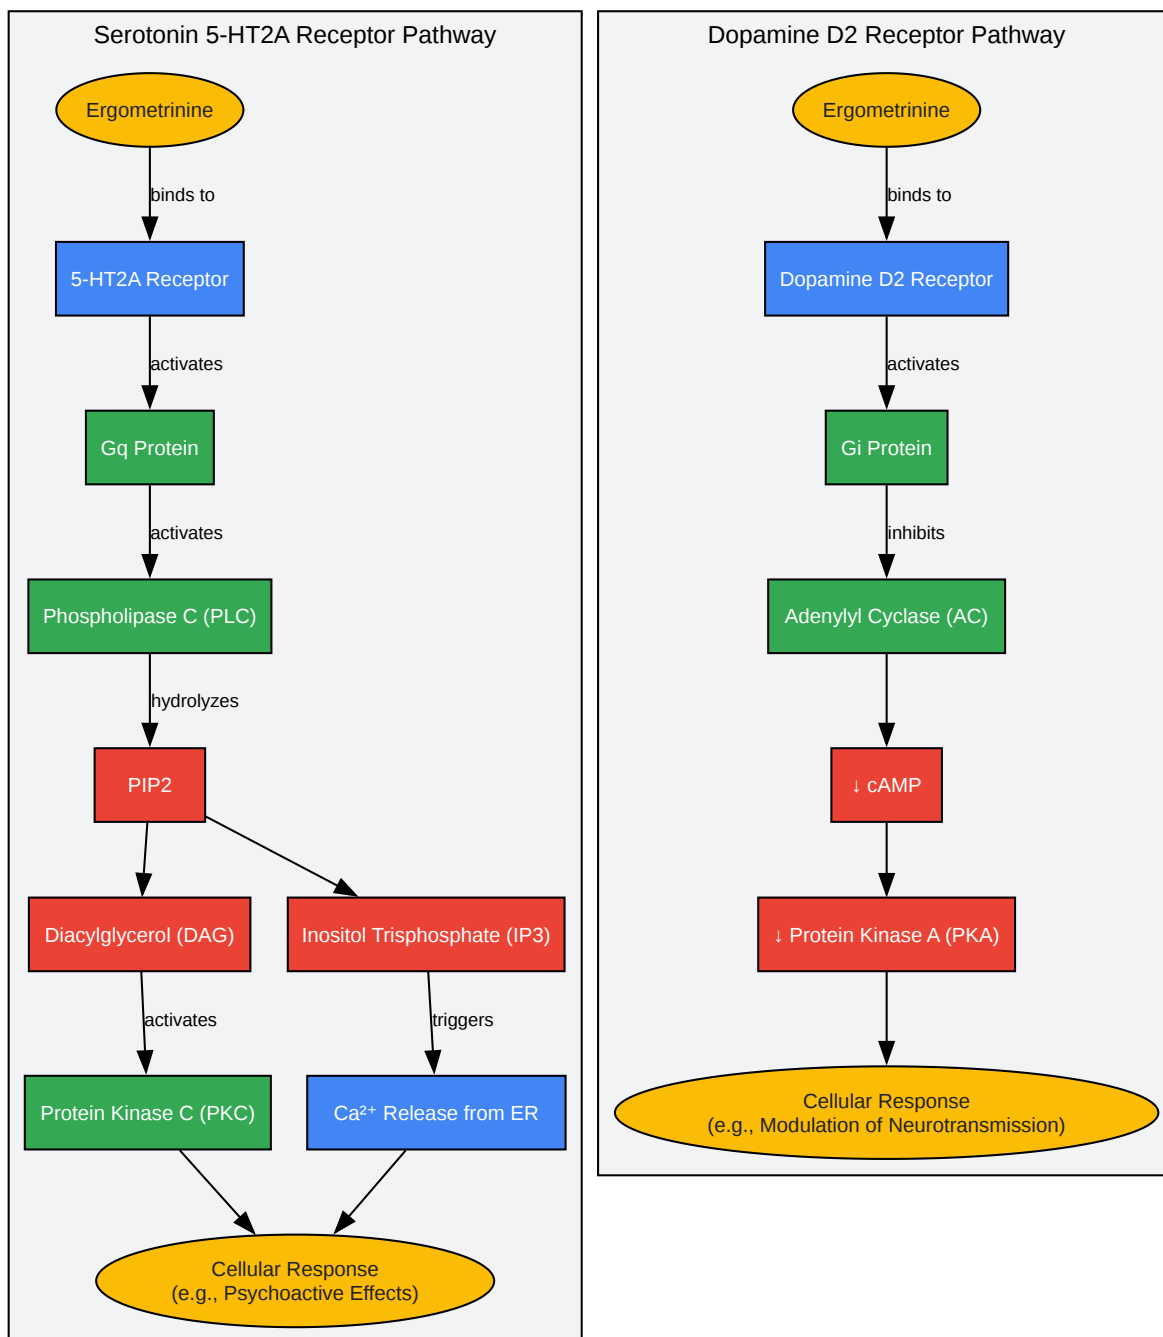 Serotonin 5-HT2A Receptor Pathway
Ergometrinine
binds to
5-HT2A Receptor
activates
Gq Protein
activates
Phospholipase C (PLC)
hydrolyzes
PIP2
Diacylglycerol (DAG)
Inositol Trisphosphate (IP3)
activates
triggers
Protein Kinase C (PKC)
Ca²⁺ Release from ER
Cellular Response
(e.g., Psychoactive Effects)
Dopamine D2 Receptor Pathway
Ergometrinine
binds to
Dopamine D2 Receptor
activates
Gi Protein
inhibits
Adenylyl Cyclase (AC)
↓ cAMP
↓ Protein Kinase A (PKA)
Cellular Response
(e.g., Modulation of Neurotransmission)